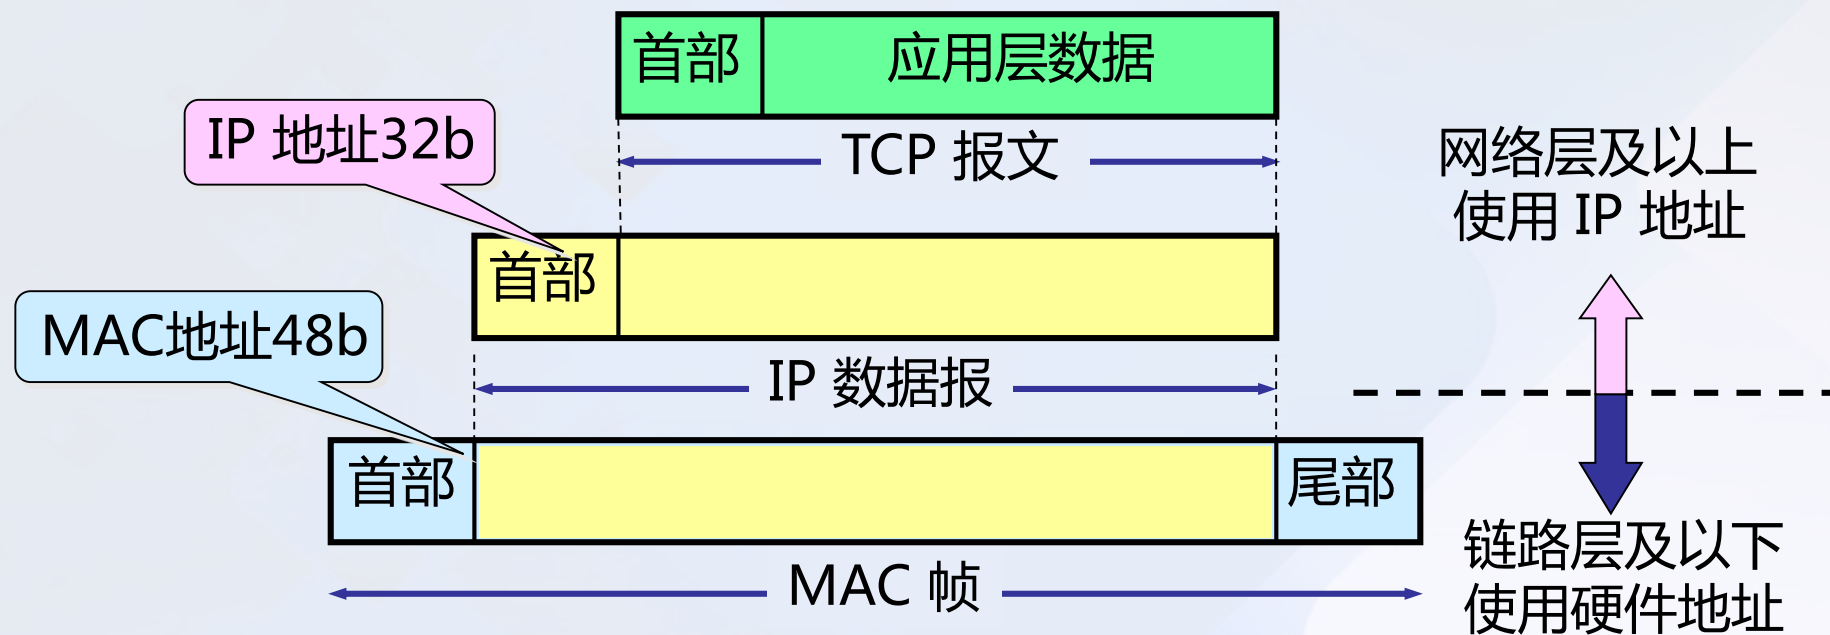 首部
应用层数据
IP 地址32b
TCP 报文
网络层及以上
使用 IP 地址
首部
MAC地址48b
IP 数据报
首部
尾部
链路层及以下
使用硬件地址
MAC 帧